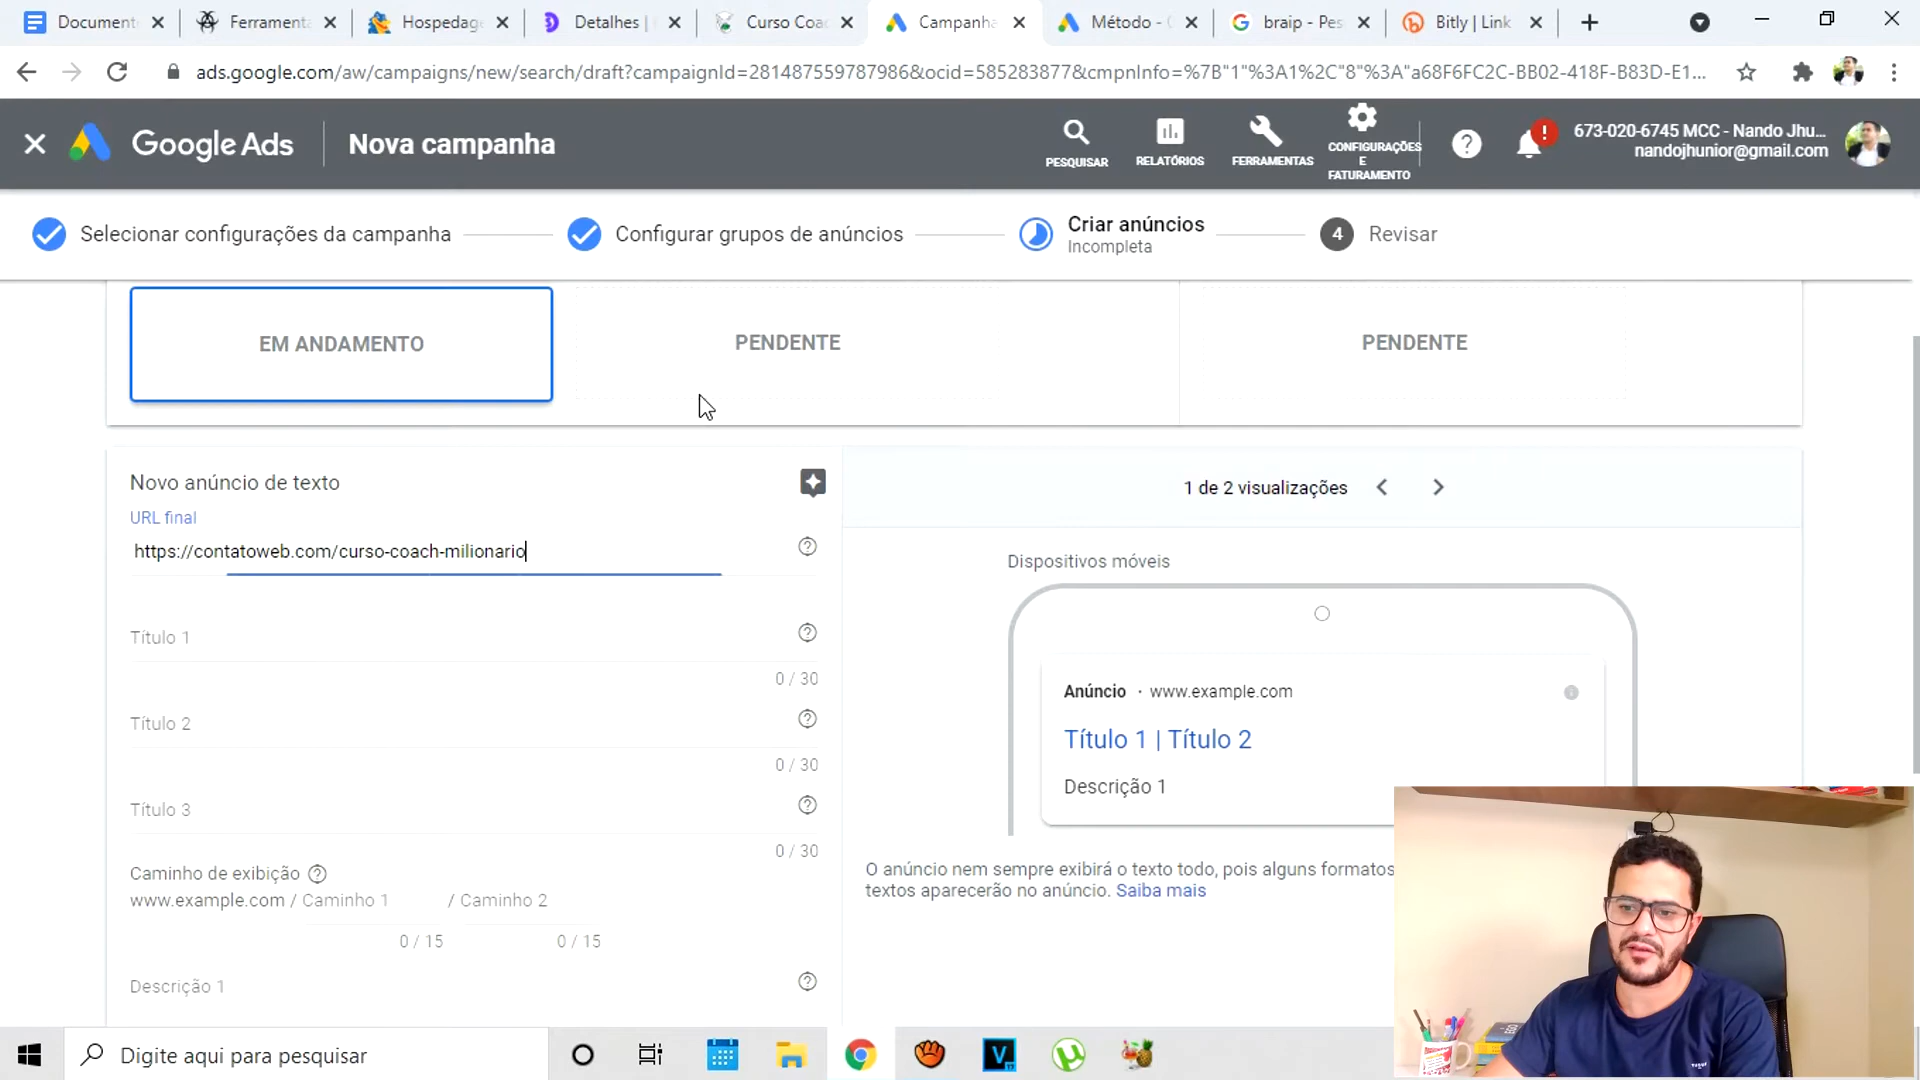 Document
Ferrament
Hospedag
Detalhes |
Curso Coac
Campanha
Método - C
braip - Pes
Bitly | Link
ads.google.com/aw/campaigns/new/search/draft?campaignId=281487559787986&ocid=585283877&cmpnInfo=%7B"1"%3A1%2C"8"%3A"a68F6FC2C-BB02-418F-B83D-E1...
Google Ads
Nova campanha
PESQUISAR
RELATÓRIOS
FERRAMENTAS
CONFIGURAÇÕES
E
FATURAMENTO
?
!
673-020-6745 MCC - Nando Jhu...
nandojhunior@gmail.com
Selecionar configurações da campanha
Configurar grupos de anúncios
Criar anúncios
Incompleta
4
Revisar
EM ANDAMENTO
PENDENTE
PENDENTE
Novo anúncio de texto
URL final
https://contatoweb.com/curso-coach-milionario
Título 1
0 / 30
Título 2
0 / 30
Título 3
0 / 30
Caminho de exibição
www.example.com / Caminho 1 / Caminho 2
0 / 15 0 / 15
Descrição 1
1 de 2 visualizações
Dispositivos móveis
Anúncio · www.example.com
Título 1 | Título 2
Descrição 1
O anúncio nem sempre exibirá o texto todo, pois alguns formatos
textos aparecerão no anúncio. Saiba mais
Digite aqui para pesquisar